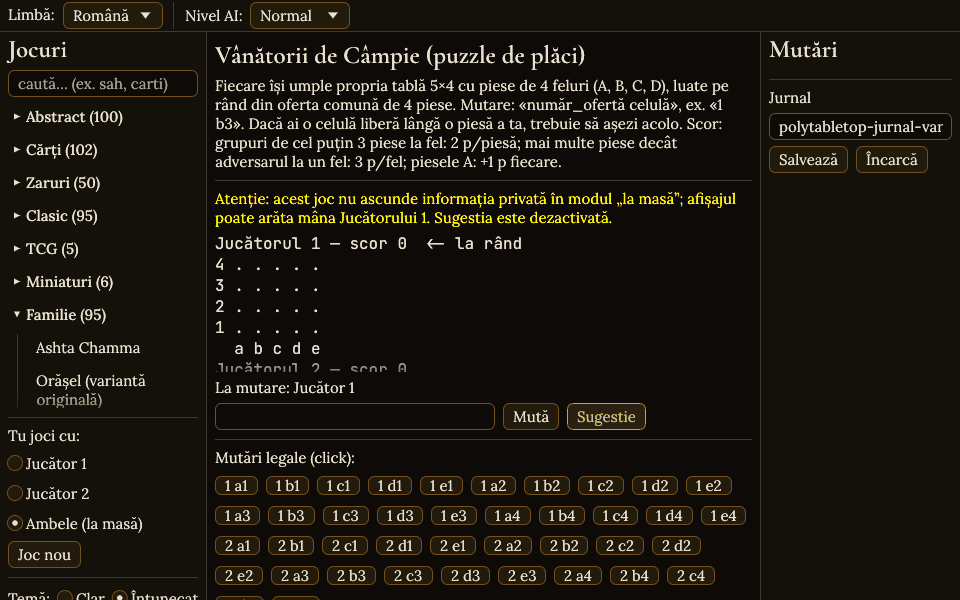 Limbă: Română ▼ Nivel AI: Normal ▼
Jocuri
caută... (ex. sah, carti)
▸ Abstract (100)
▸ Cărți (102)
▸ Zaruri (50)
▸ Clasic (95)
▸ TCG (5)
▸ Miniaturi (6)
▾ Familie (95)
Ashta Chamma
Orășel (variantă
originală)
Tu joci cu:
Jucător 1
Jucător 2
Ambele (la masă)
Joc nou
Temă: Clar Întunecat
Vânătorii de Câmpie (puzzle de plăci)
Fiecare își umple propria tablă 5×4 cu piese de 4 feluri (A, B, C, D), luate pe
rând din oferta comună de 4 piese. Mutare: «număr_ofertă celulă», ex. «1
b3». Dacă ai o celulă liberă lângă o piesă a ta, trebuie să așezi acolo. Scor:
grupuri de cel puțin 3 piese la fel: 2 p/piesă; mai multe piese decât
adversarul la un fel: 3 p/fel; piesele A: +1 p fiecare.
Atenție: acest joc nu ascunde informația privată în modul „la masă”; afișajul
poate arăta mâna Jucătorului 1. Sugestia este dezactivată.
Jucătorul 1 — scor 0 ← la rând
4 . . . . .
3 . . . . .
2 . . . . .
1 . . . . .
a b c d e
Jucătorul 2 — scor 0
La mutare: Jucător 1
Mută Sugestie
Mutări legale (click):
1 a1 1 b1 1 c1 1 d1 1 e1 1 a2 1 b2 1 c2 1 d2 1 e2
1 a3 1 b3 1 c3 1 d3 1 e3 1 a4 1 b4 1 c4 1 d4 1 e4
2 a1 2 b1 2 c1 2 d1 2 e1 2 a2 2 b2 2 c2 2 d2
2 e2 2 a3 2 b3 2 c3 2 d3 2 e3 2 a4 2 b4 2 c4
Mutări
Jurnal
polytabletop-jurnal-var
Salvează Încarcă